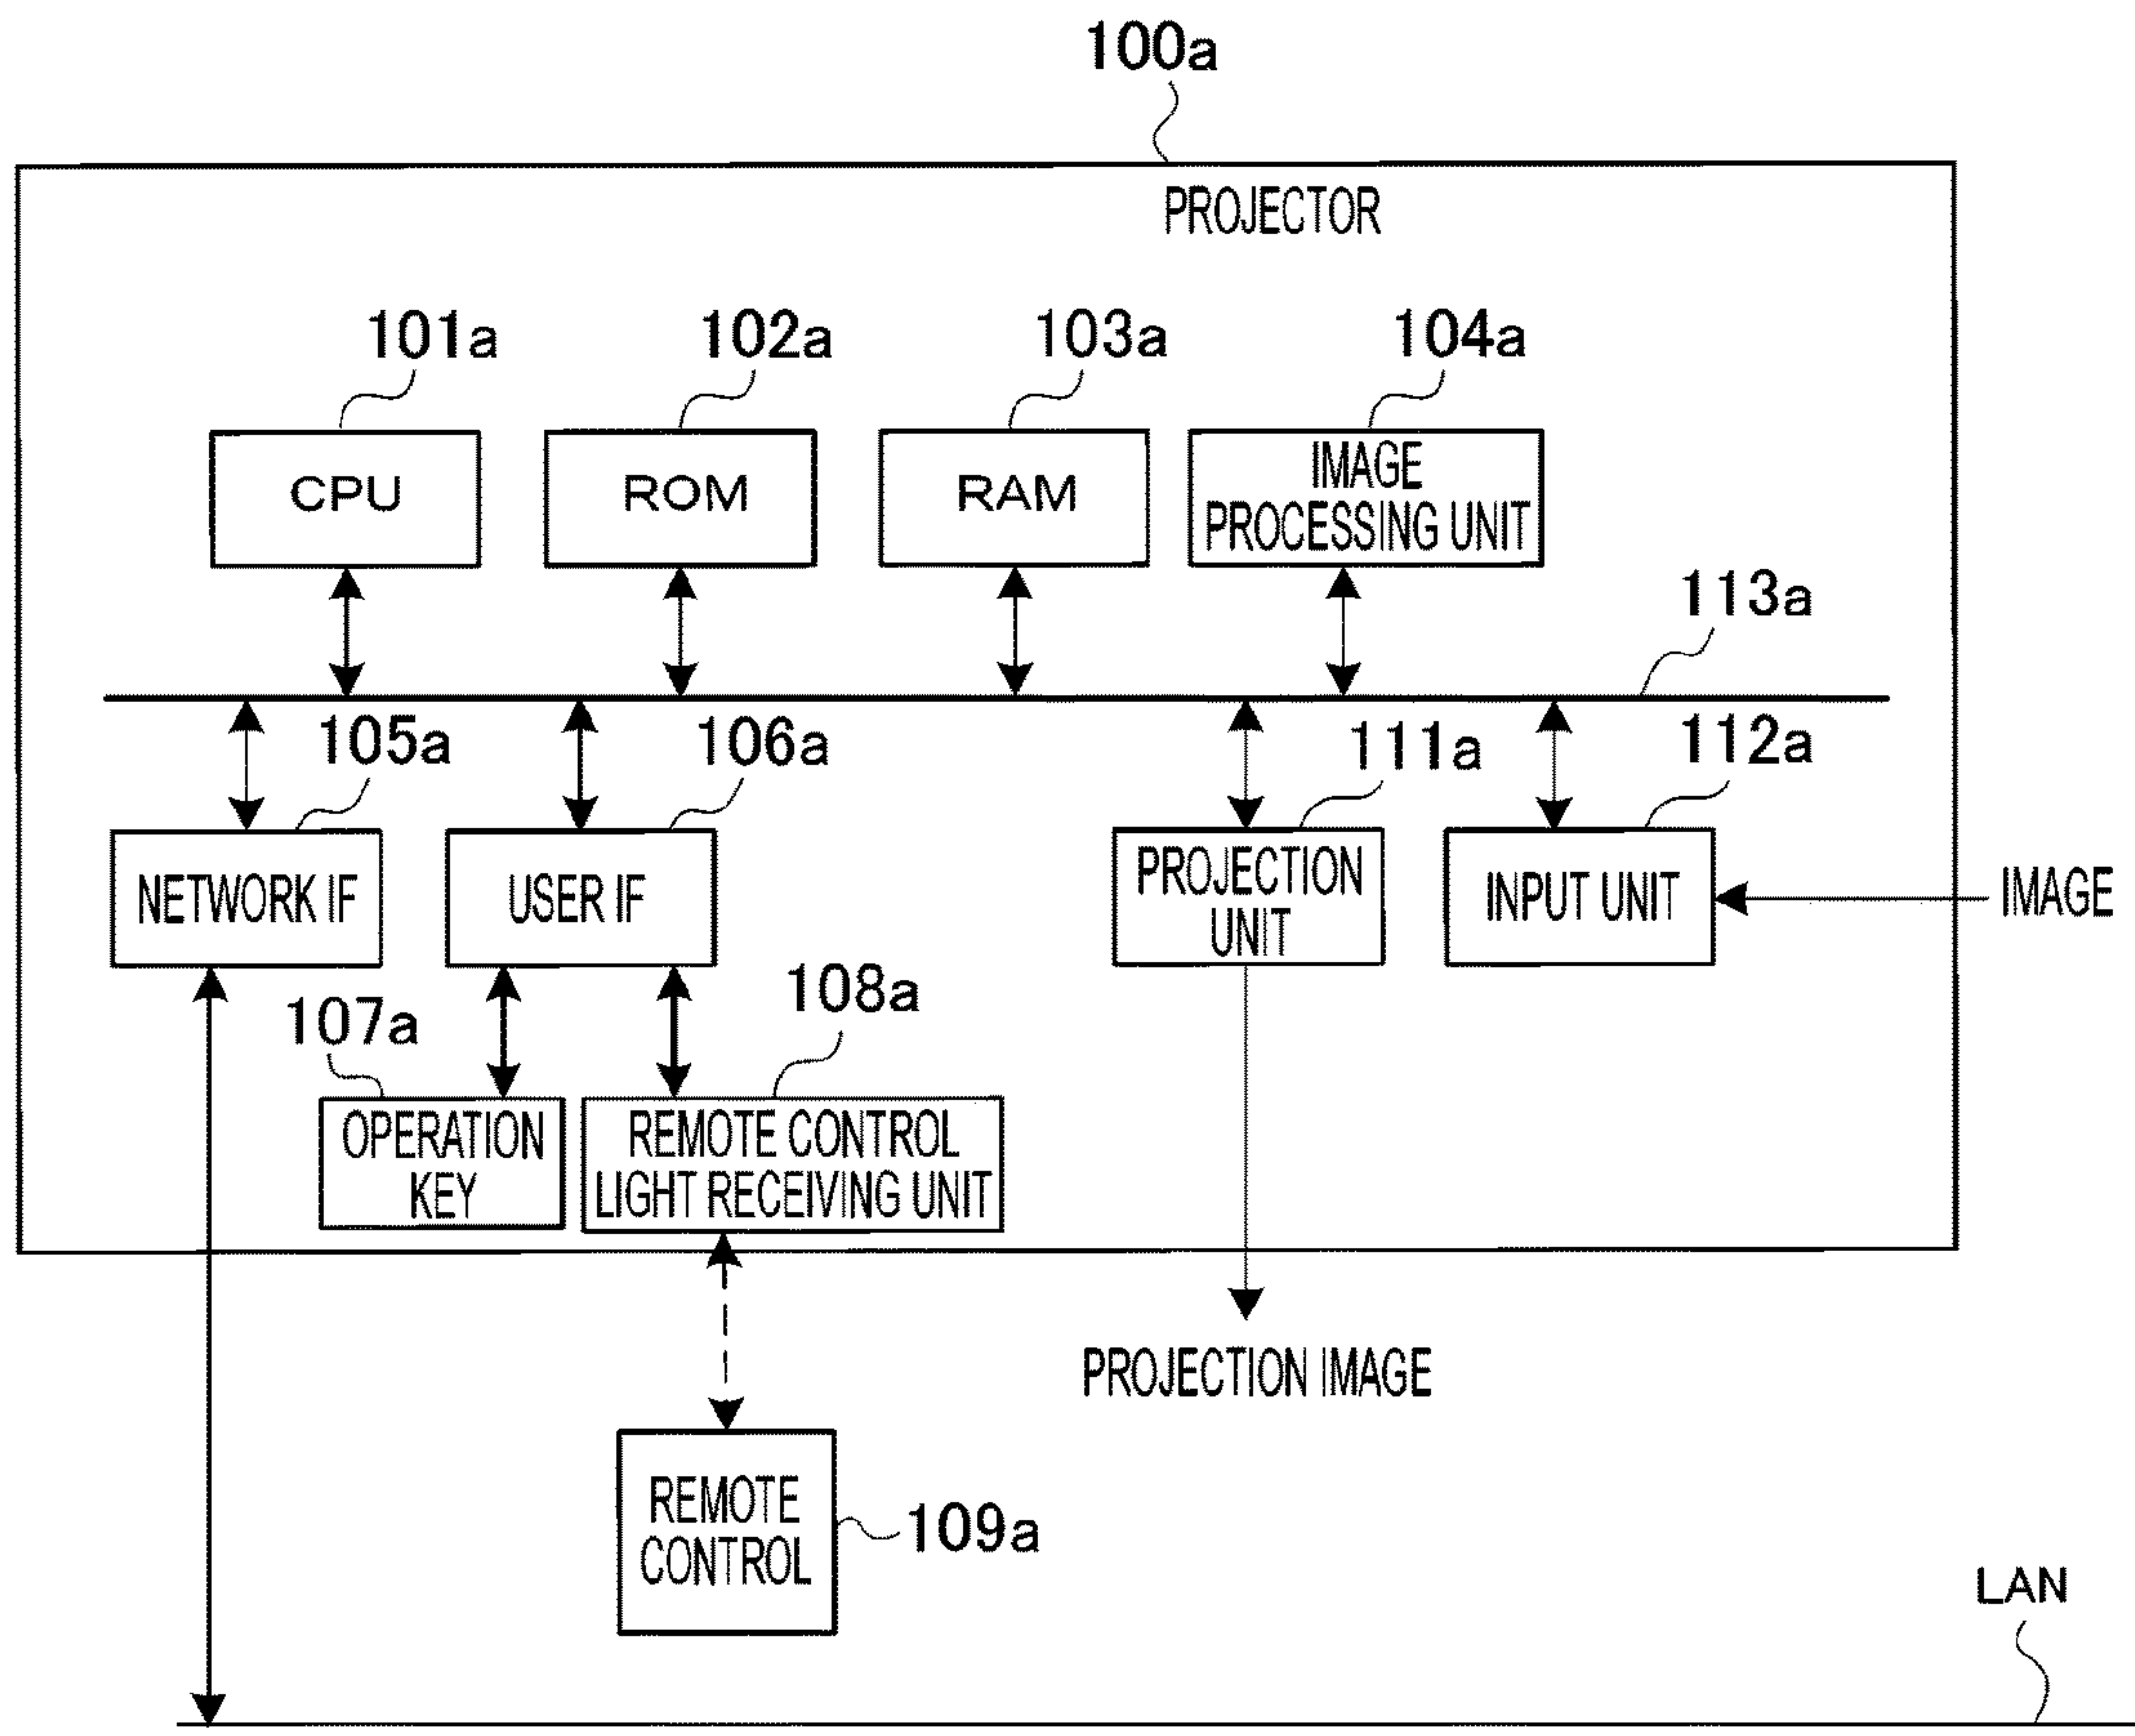 100a
PROJECTOR
101a
102a
103a
104a
CPU
ROM
RAM
IMAGE
PROCESSING UNIT
113a
105a
106a
111a
112a
NETWORK IF
USER IF
PROJECTION
UNIT
INPUT UNIT
IMAGE
107a
108a
OPERATION
KEY
REMOTE CONTROL
LIGHT RECEIVING UNIT
PROJECTION IMAGE
REMOTE
CONTROL
109a
LAN